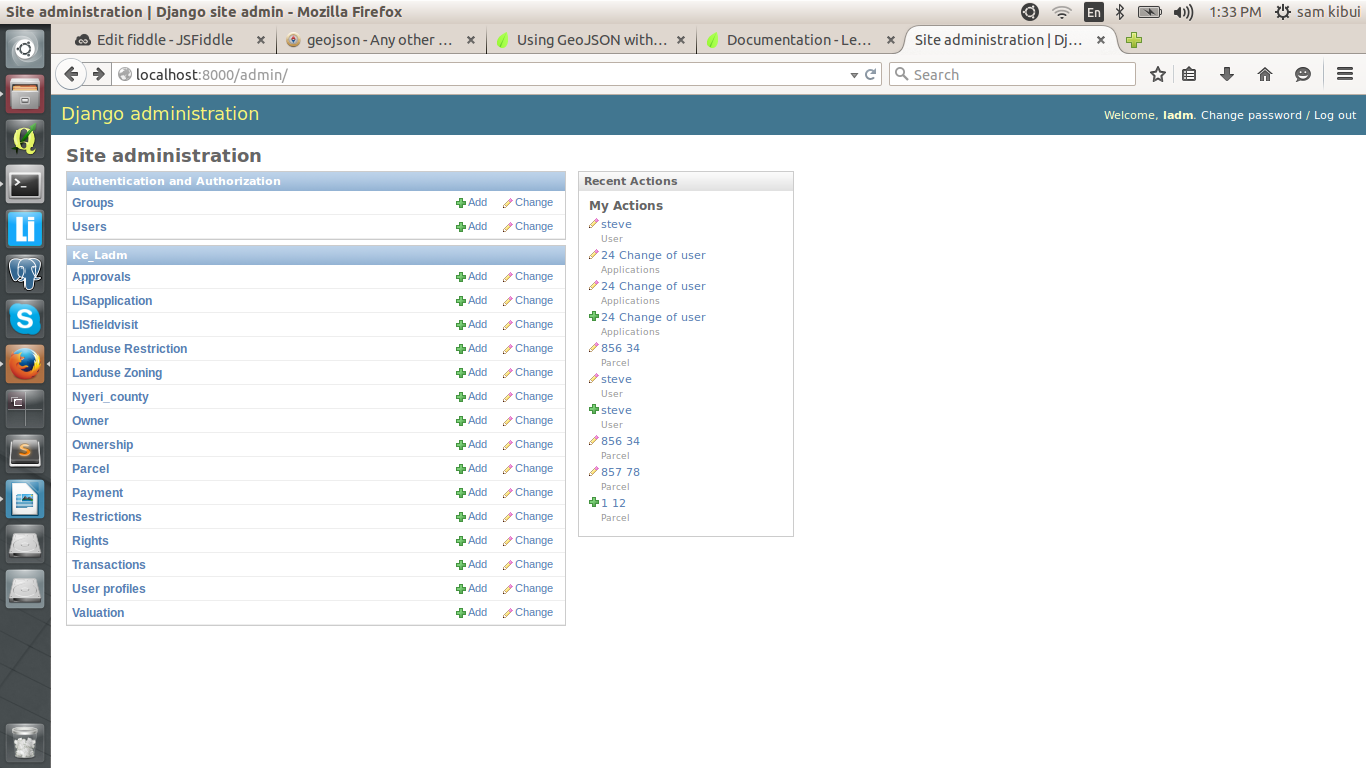 Site administration | Django site admin - Mozilla Firefox
En
1:33 PM
sam kibui
Edit fiddle - JSFiddle
geojson - Any other ...
Using GeoJSON with...
Documentation - Le...
Site administration | Dj...
localhost:8000/admin/
Search
Django administration
Welcome, ladm. Change password / Log out
Site administration
Authentication and Authorization
Groups Add Change
Users Add Change
Ke_Ladm
Approvals Add Change
LISapplication Add Change
LISfieldvisit Add Change
Landuse Restriction Add Change
Landuse Zoning Add Change
Nyeri_county Add Change
Owner Add Change
Ownership Add Change
Parcel Add Change
Payment Add Change
Restrictions Add Change
Rights Add Change
Transactions Add Change
User profiles Add Change
Valuation Add Change
Recent Actions
My Actions
steve
User
24 Change of user
Applications
24 Change of user
Applications
24 Change of user
Applications
856 34
Parcel
steve
User
steve
User
856 34
Parcel
857 78
Parcel
1 12
Parcel